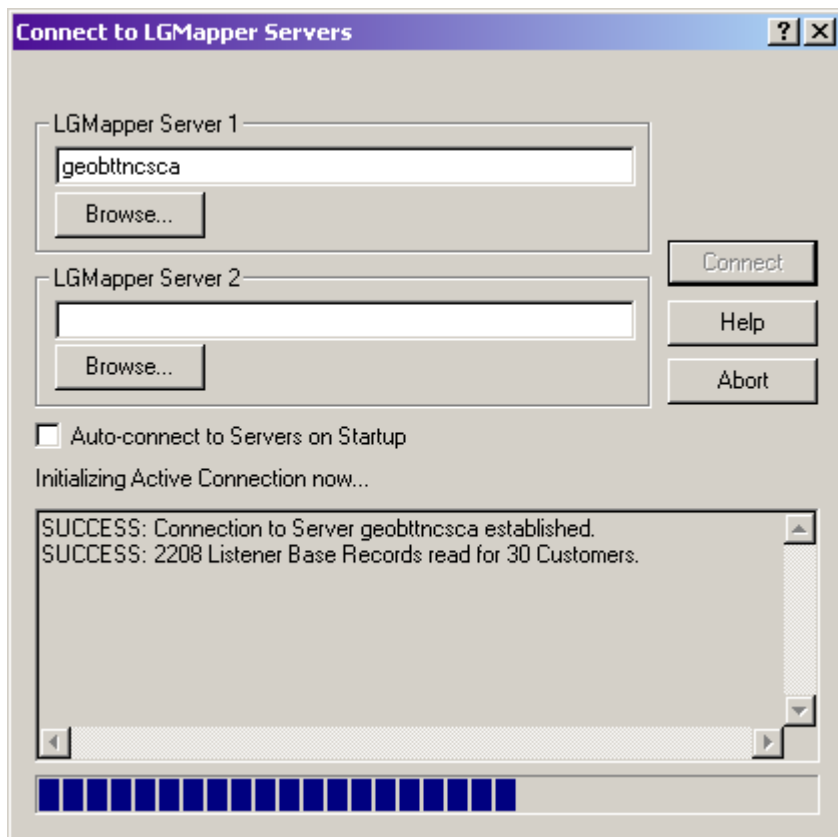 Connect to LGMapper Servers
LGMapper Server 1
geobttncsca
Browse...
Connect
LGMapper Server 2
Help
Browse...
Abort
Auto-connect to Servers on Startup
Initializing Active Connection now...
SUCCESS: Connection to Server geobttncsca established.
SUCCESS: 2208 Listener Base Records read for 30 Customers.